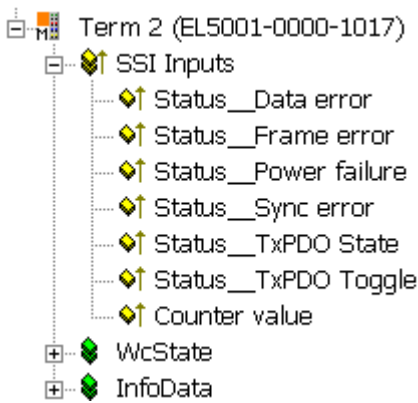 Term 2 (EL5001-0000-1017)
SSI Inputs
Status__Data error
Status__Frame error
Status__Power failure
Status__Sync error
Status__TxPDO State
Status__TxPDO Toggle
Counter value
WcState
InfoData